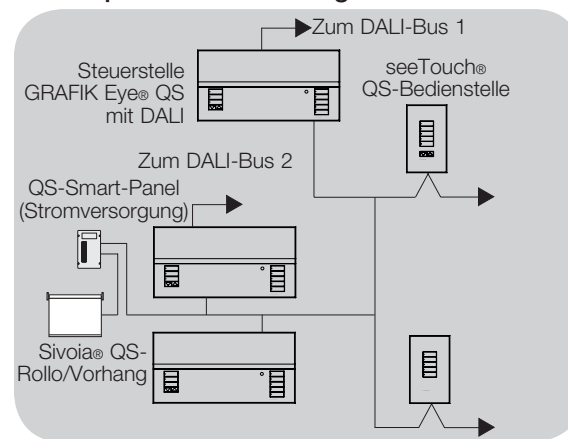 Zum DALI-Bus 1
Steuerstelle
GRAFIK Eye® QS
mit DALI
seeTouch®
QS-Bedienstelle
Zum DALI-Bus 2
QS-Smart-Panel
(Stromversorgung)
Sivoia® QS-
Rollo/Vorhang